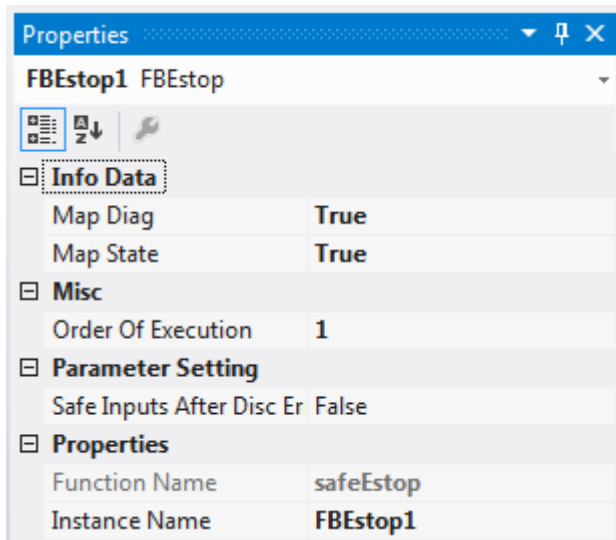 Properties
FBEstop1 FBEstop
Info Data
Map Diag True
Map State True
Misc
Order Of Execution 1
Parameter Setting
Safe Inputs After Disc Er False
Properties
Function Name safeEstop
Instance Name FBEstop1